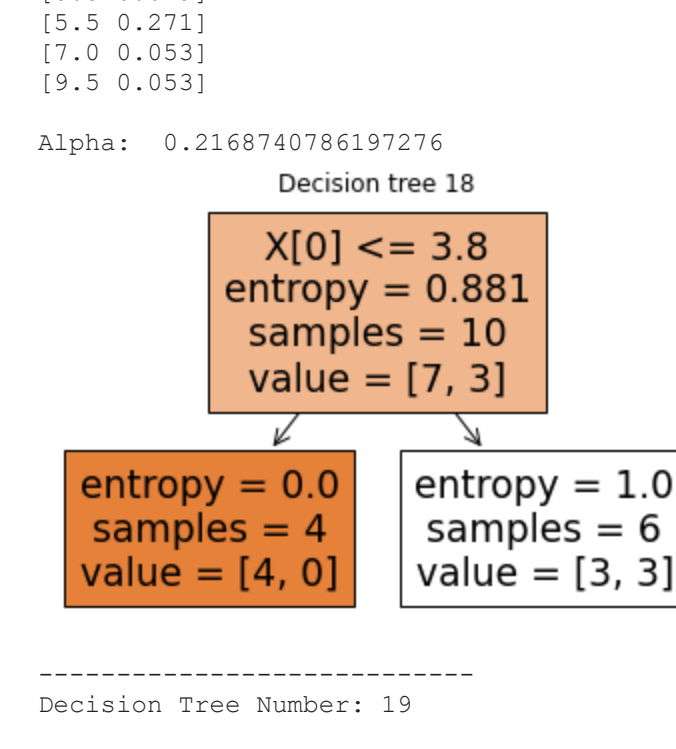 [5.5 0.271]
[7.0 0.053]
[9.5 0.053]
Alpha:  0.2168740786197276
Decision tree 18
X[0] <= 3.8
entropy = 0.881
samples = 10
value = [7, 3]
entropy = 0.0
samples = 4
value = [4, 0]
entropy = 1.0
samples = 6
value = [3, 3]
----------------------------
Decision Tree Number: 19